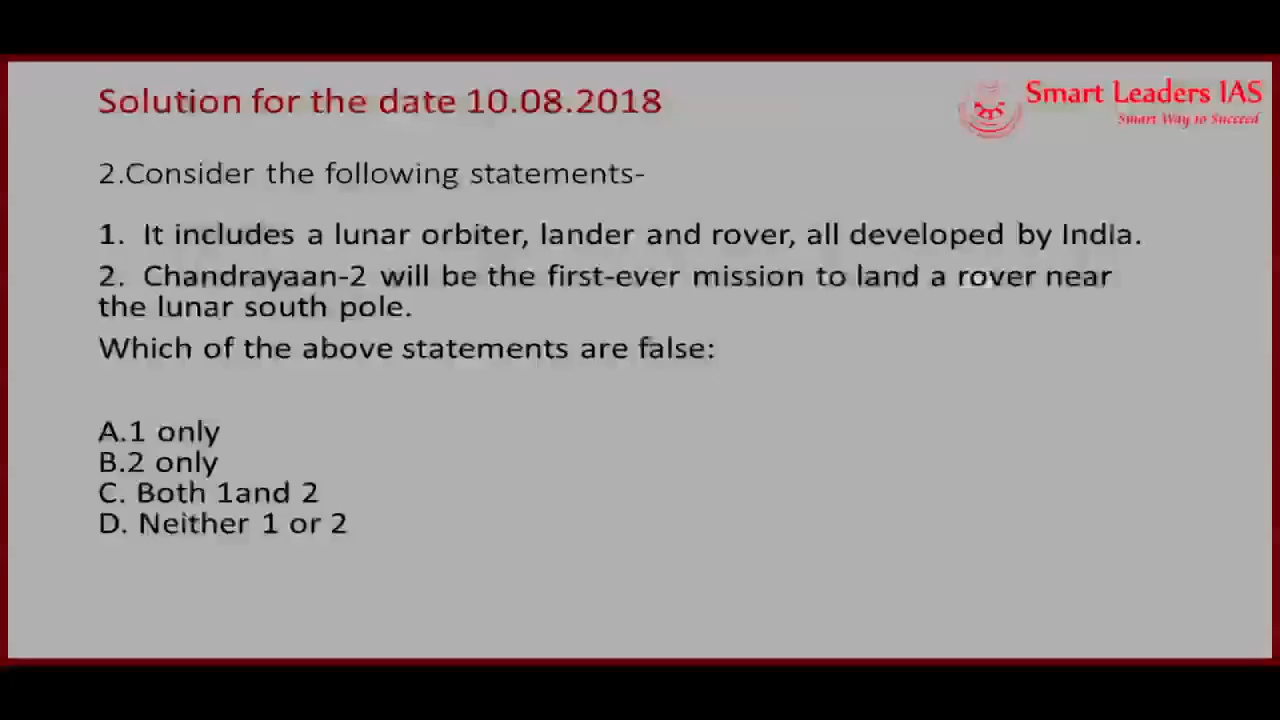 Solution for the date 10.08.2018
Smart Leaders IAS
Smart Way to Succeed
2.Consider the following statements-
1. It includes a lunar orbiter, lander and rover, all developed by India.
2. Chandrayaan-2 will be the first-ever mission to land a rover near
the lunar south pole.
Which of the above statements are false:
A.1 only
B.2 only
C. Both 1and 2
D. Neither 1 or 2